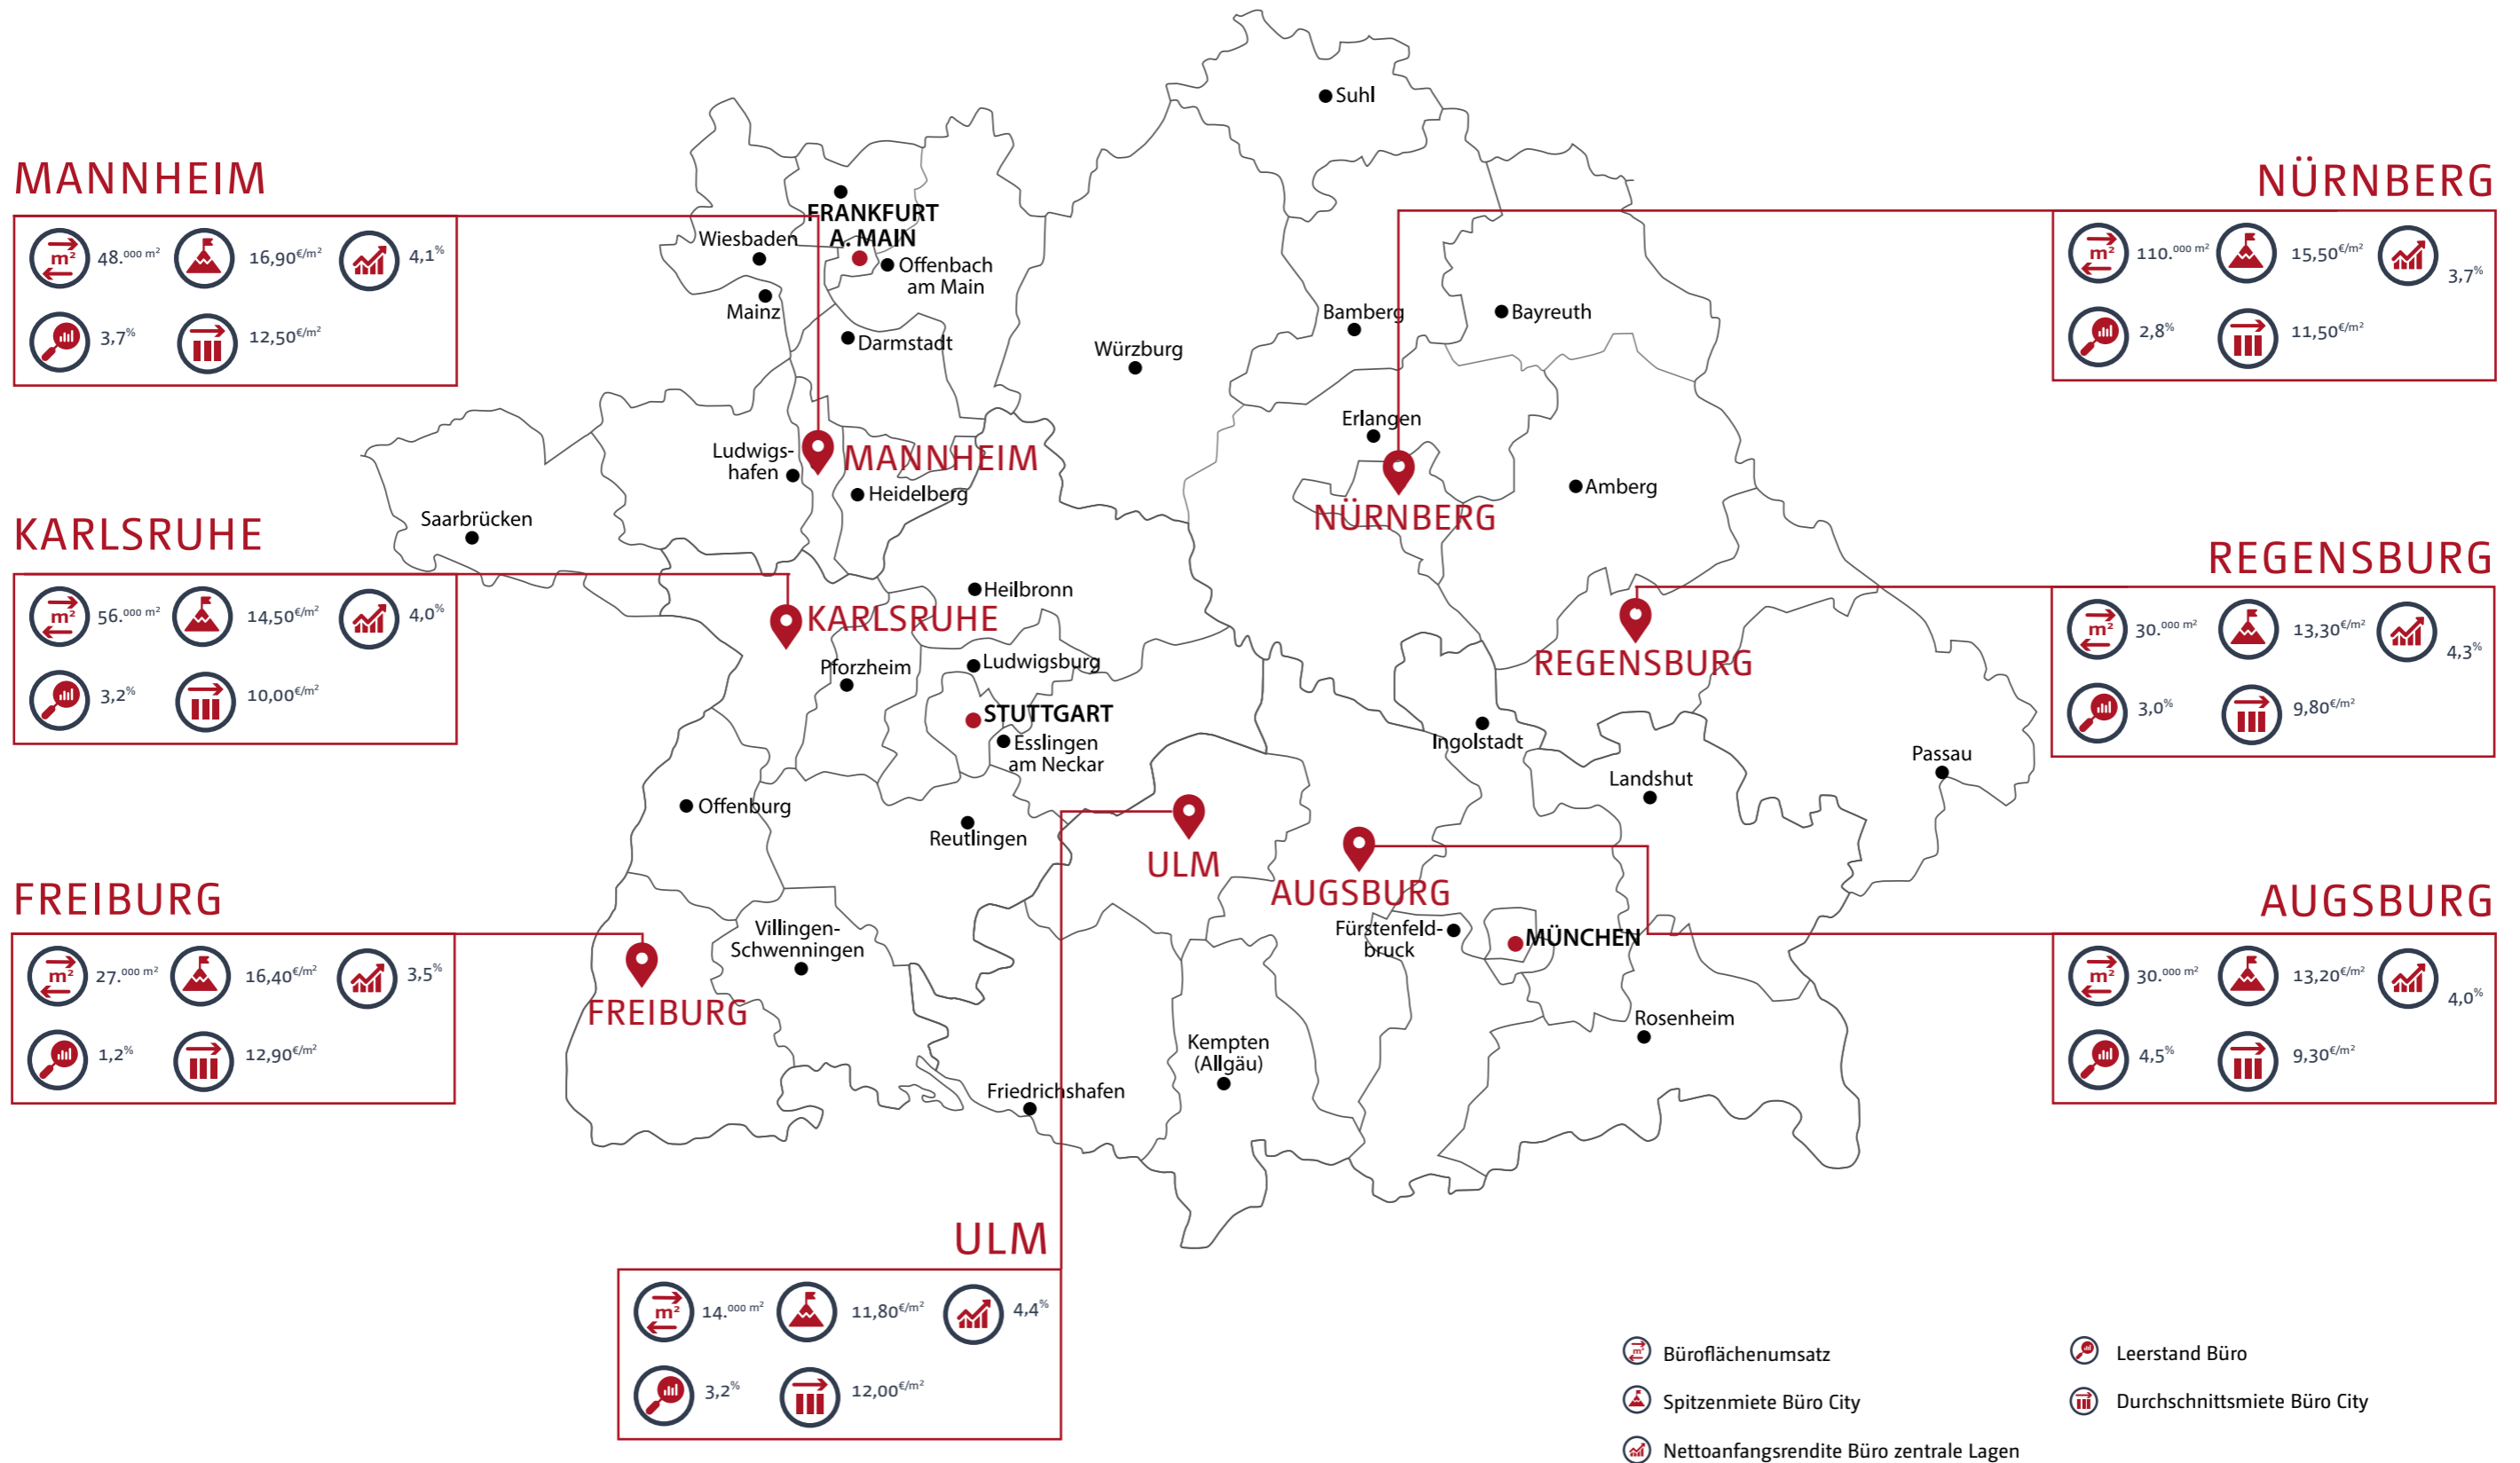 MANNHEIM
m² 48.000 m² 16,90€/m² 4,1%
3,7% 12,50€/m²
KARLSRUHE
m² 56.000 m² 14,50€/m² 4,0%
3,2% 10,00€/m²
FREIBURG
m² 27.000 m² 16,40€/m² 3,5%
1,2% 12,90€/m²
ULM
m² 14.000 m² 11,80€/m² 4,4%
3,2% 12,00€/m²
NÜRNBERG
m² 110.000 m² 15,50€/m² 3,7%
2,8% 11,50€/m²
REGENSBURG
m² 30.000 m² 13,30€/m² 4,3%
3,0% 9,80€/m²
AUGSBURG
m² 30.000 m² 13,20€/m² 4,0%
4,5% 9,30€/m²
Suhl
FRANKFURT
A. MAIN
Wiesbaden
Offenbach
am Main
Mainz
Darmstadt
Würzburg
Bamberg
Bayreuth
Erlangen
Ludwigs-
hafen
MANNHEIM
Heidelberg
NÜRNBERG
Amberg
Saarbrücken
Heilbronn
KARLSRUHE
Pforzheim
Ludwigsburg
REGENSBURG
STUTTGART
Esslingen
am Neckar
Ingolstadt
Landshut
Passau
Offenburg
Reutlingen
ULM
AUGSBURG
Villingen-
Schwenningen
Fürstenfeld-
bruck
MÜNCHEN
FREIBURG
Rosenheim
Kempten
(Allgäu)
Friedrichshafen
m² Büroflächenumsatz
Spitzenmiete Büro City
Nettoanfangsrendite Büro zentrale Lagen
Leerstand Büro
Durchschnittsmiete Büro City